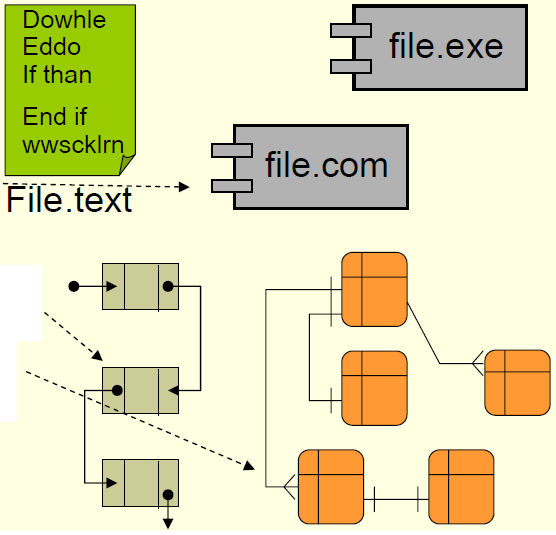 Dowhle
Eddo
If than
End if
wwscklrn
File.text
file.exe
file.com